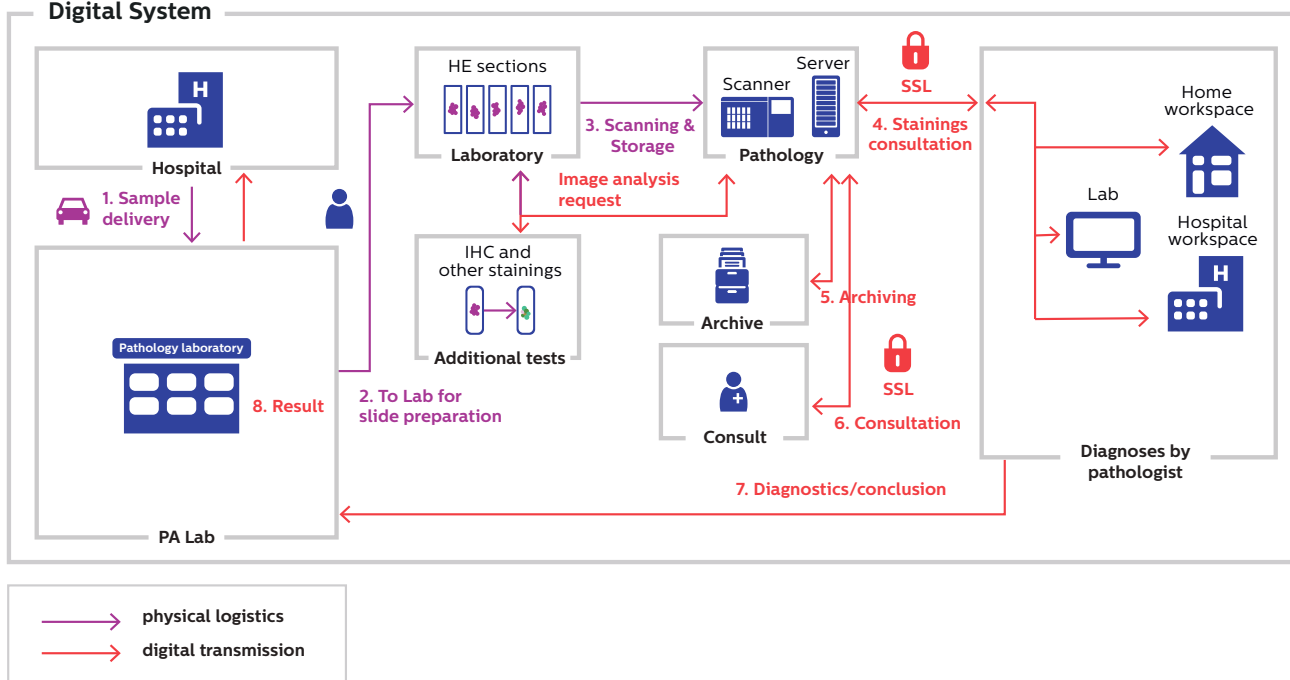 Digital System
H
Hospital
1. Sample
delivery
Pathology laboratory
8. Result
PA Lab
2. To Lab for
slide preparation
HE sections
Laboratory
3. Scanning &
Storage
Scanner
Server
Pathology
Image analysis
request
IHC and
other stainings
Additional tests
SSL
4. Stainings
consultation
Archive
5. Archiving
Consult
SSL
6. Consultation
Home
workspace
Lab
Hospital
workspace
H
Diagnoses by
pathologist
7. Diagnostics/conclusion
physical logistics
digital transmission